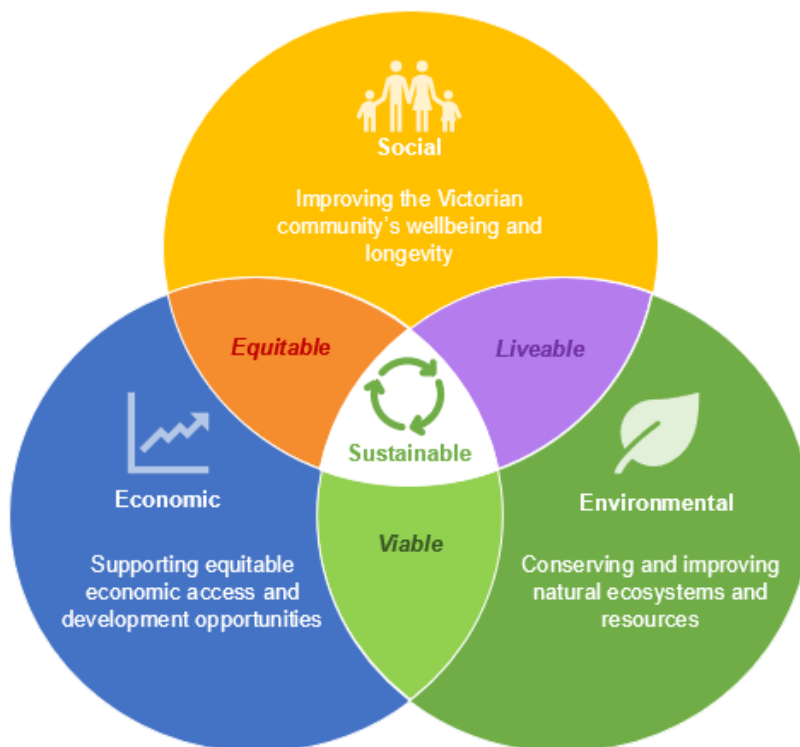 Social
Improving the Victorian
community's wellbeing and
longevity
Equitable
Liveable
Sustainable
Economic
Environmental
Viable
Supporting equitable
economic access and
development opportunities
Conserving and improving
natural ecosystems and
resources